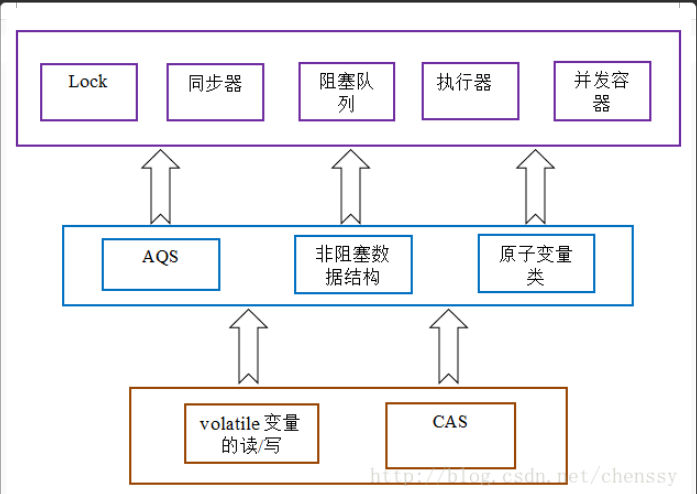 Lock
同步器
阻塞队
列
执行器
并发容
器
AQS
非阻塞数
据结构
原子变量
类
volatile 变量
的读/写
CAS
http://blog.csdn.net/chenssy